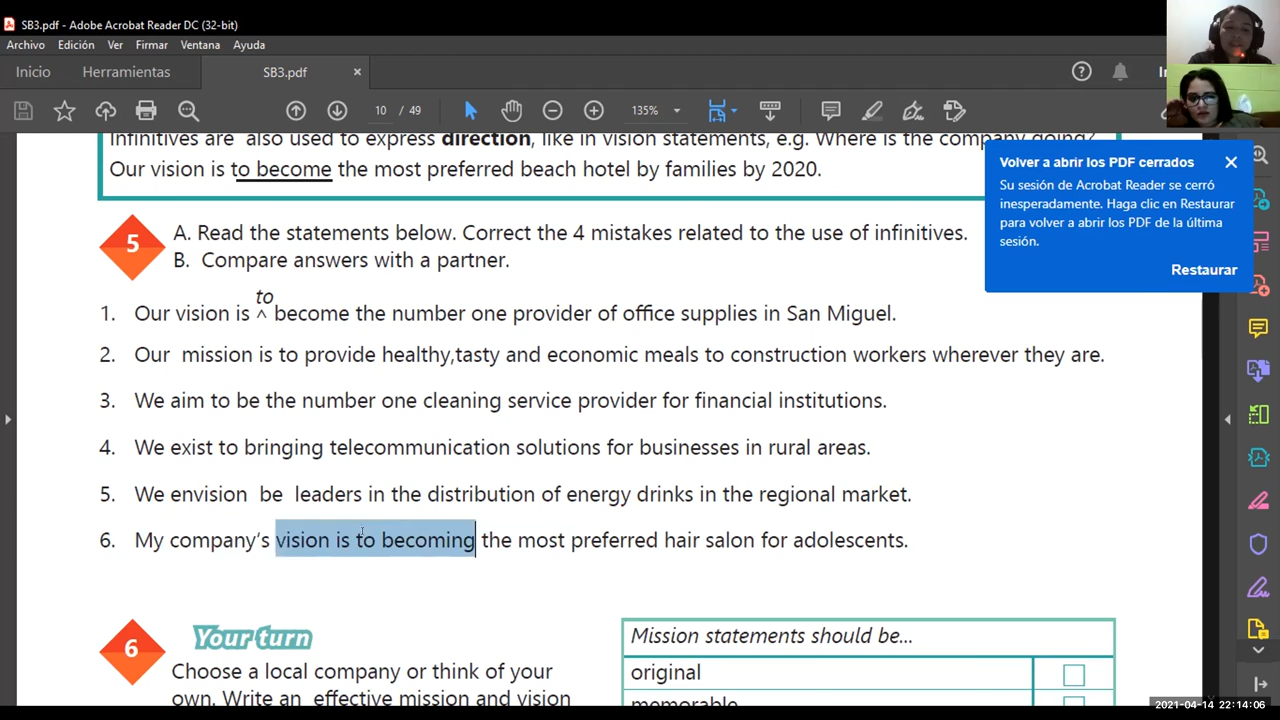 SB3.pdf - Adobe Acrobat Reader DC (32-bit)
Archivo Edición Ver Firmar Ventana Ayuda
Inicio Herramientas SB3.pdf ×
10 / 49 135%
Infinitives are also used to express direction, like in vision statements, e.g. Where is the company going?
Our vision is to become the most preferred beach hotel by families by 2020.
Volver a abrir los PDF cerrados
Su sesión de Acrobat Reader se cerró
inesperadamente. Haga clic en Restaurar
para volver a abrir los PDF de la última
sesión.
Restaurar
5
A. Read the statements below. Correct the 4 mistakes related to the use of infinitives.
B. Compare answers with a partner.
to
1. Our vision is ^ become the number one provider of office supplies in San Miguel.
2. Our mission is to provide healthy,tasty and economic meals to construction workers wherever they are.
3. We aim to be the number one cleaning service provider for financial institutions.
4. We exist to bringing telecommunication solutions for businesses in rural areas.
5. We envision be leaders in the distribution of energy drinks in the regional market.
6. My company's vision is to becoming the most preferred hair salon for adolescents.
6
Your turn
Choose a local company or think of your
own. Write an effective mission and vision
Mission statements should be...
original
memorable
2021-04-14 22:14:06